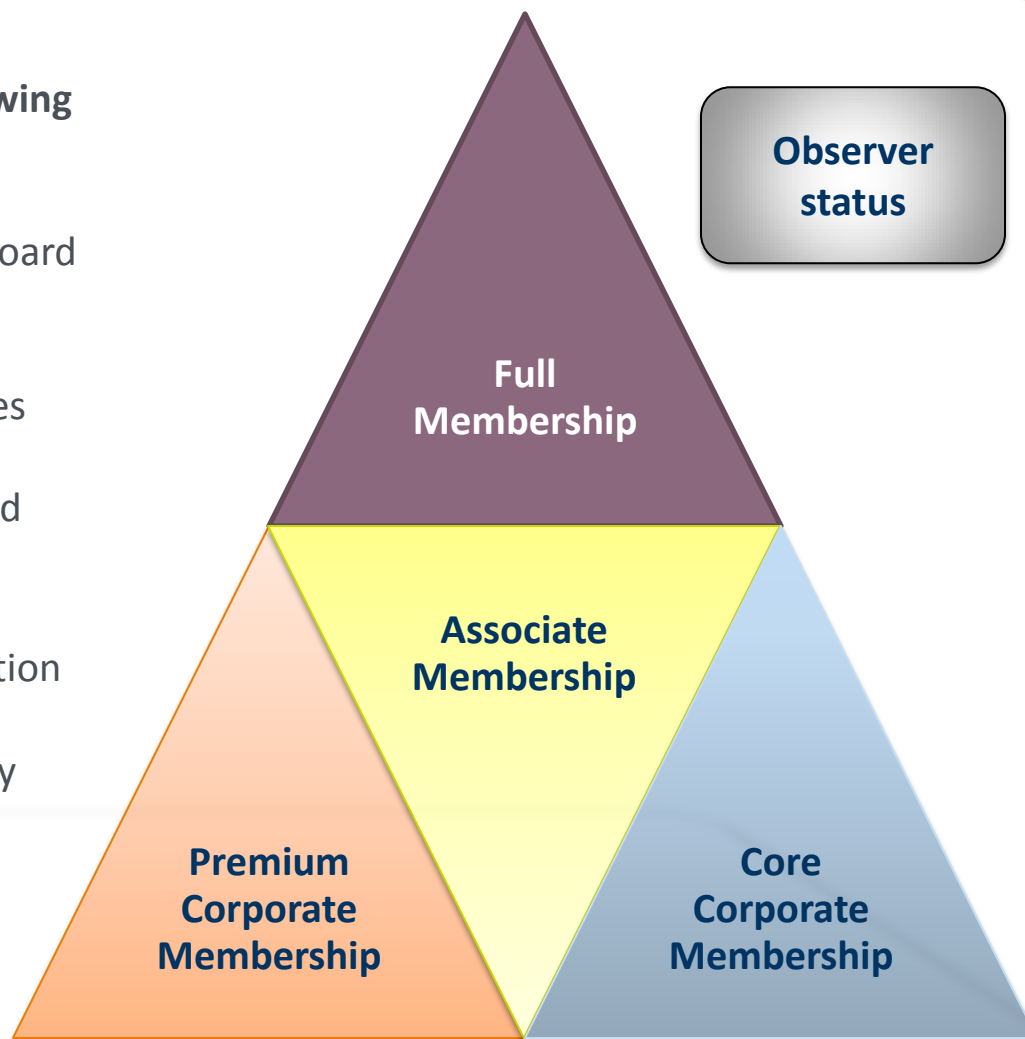 wing
oard
es
d
tion
y
Observer
status
Full
Membership
Associate
Membership
Premium
Corporate
Membership
Core
Corporate
Membership